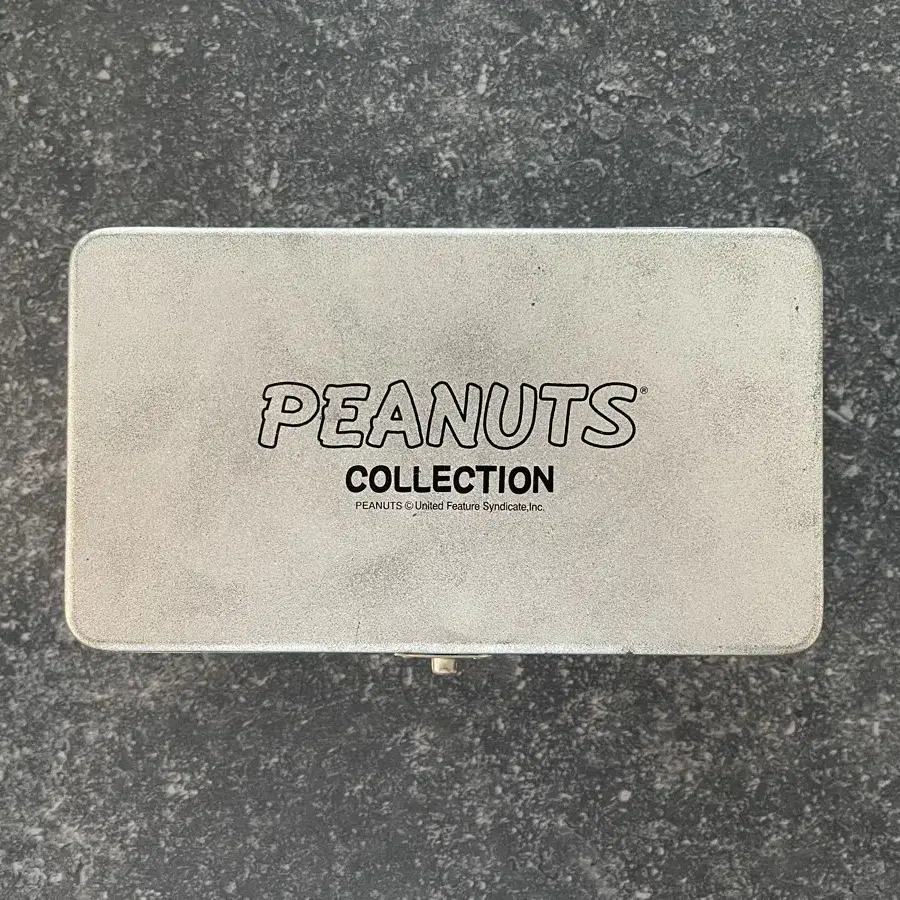 PEANUTS®
COLLECTION
PEANUTS © United Feature Syndicate,Inc.